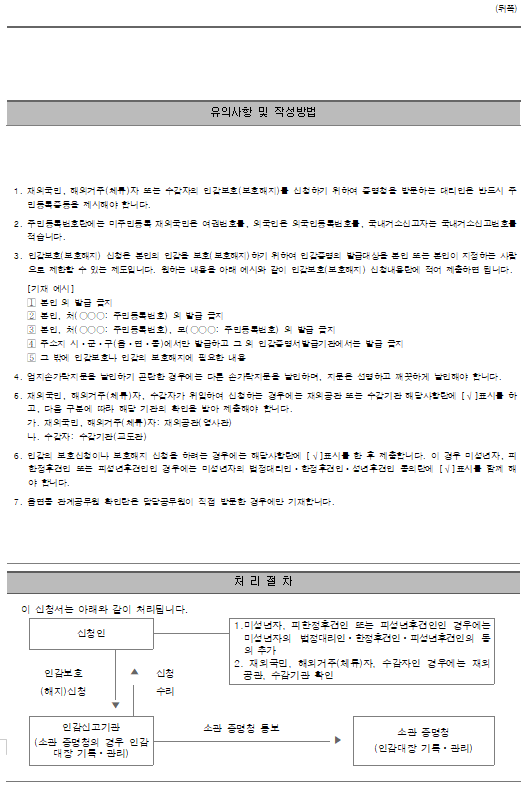 (뒤쪽)
유의사항 및 작성방법
1. 재외국민, 해외거주(체류)자 또는 수감자의 인감보호(보호해지)를 신청하기 위하여 증명청을 방문하는 대리인은 반드시 주
민등록증등을 제시해야 합니다.
2. 주민등록번호란에는 미주민등록 재외국민은 여권번호를, 외국인은 외국인등록번호를, 국내거소신고자는 국내거소신고번호를
적습니다.
3. 인감보호(보호해지) 신청은 본인의 인감을 보호(보호해지)하기 위하여 인감증명의 발급대상을 본인 또는 본인이 지정하는 사람
으로 제한할 수 있는 제도입니다. 원하는 내용을 아래 예시와 같이 인감보호(보호해지) 신청내용란에 적어 제출하면 됩니다.
[기재 예시]
1 본인 외 발급 금지
2 본인, 처(○○○: 주민등록번호) 외 발급 금지
3 본인, 처(○○○: 주민등록번호), 모(○○○: 주민등록번호) 외 발급 금지
4 주소지 시·군·구(읍·면·동)에서만 발급하고 그 외 인감증명서발급기관에서는 발급 금지
5 그 밖에 인감보호나 인감의 보호해지에 필요한 내용
4. 엄지손가락지문을 날인하기 곤란한 경우에는 다른 손가락지문을 날인하며, 지문은 선명하고 깨끗하게 날인해야 합니다.
5. 재외국민, 해외거주(체류)자, 수감자가 위임하여 신청하는 경우에는 재외공관 또는 수감기관 해당사항란에 [√]표시를 하
고, 다음 구분에 따라 해당 기관의 확인을 받아 제출해야 합니다.
가. 재외국민, 해외거주(체류)자: 재외공관(영사관)
나. 수감자: 수감기관(교도관)
6. 인감의 보호신청이나 보호해지 신청을 하려는 경우에는 해당사항란에 [√]표시를 한 후 제출합니다. 이 경우 미성년자, 피
한정후견인 또는 피성년후견인인 경우에는 미성년자의 법정대리인·한정후견인·성년후견인 동의란에 [√]표시를 함께 해
야 합니다.
7. 읍면동 관계공무원 확인란은 담당공무원이 직접 방문한 경우에만 기재합니다.
처 리 절 차
이 신청서는 아래와 같이 처리됩니다.
신청인
1.미성년자, 피한정후견인 또는 피성년후견인인 경우에는
미성년자의 법정대리인·한정후견인·피성년후견인의 동
의 추가
2. 재외국민, 해외거주(체류)자, 수감자인 경우에는 재외
공관, 수감기관 확인
인감보호
(해지)신청
▲ 신청
수리
▼
인감신고기관
(소관 증명청의 경우 인감
대장 기록·관리)
소관 증명청 통보
▶
소관 증명청
(인감대장 기록·관리)